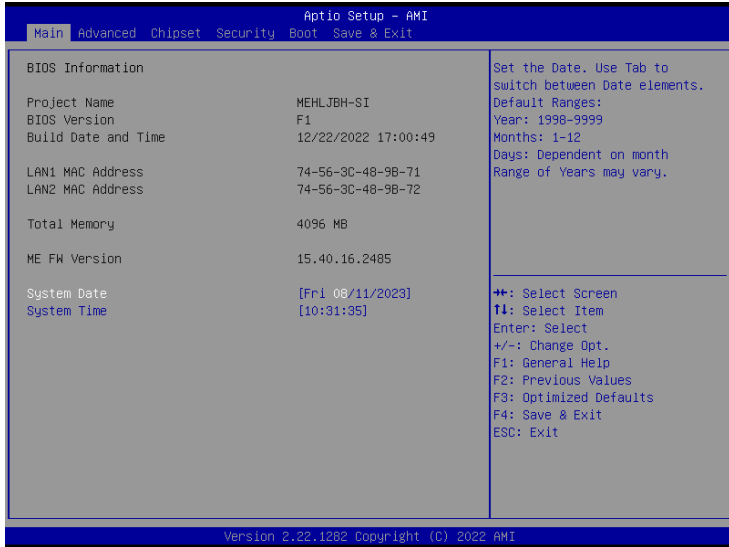 Aptio Setup – AMI
Main Advanced Chipset Security Boot Save & Exit
BIOS Information
Project Name MEHLJBH-SI
BIOS Version F1
Build Date and Time 12/22/2022 17:00:49
LAN1 MAC Address 74-56-3C-48-9B-71
LAN2 MAC Address 74-56-3C-48-9B-72
Total Memory 4096 MB
ME FW Version 15.40.16.2485
System Date [Fri 08/11/2023]
System Time [10:31:35]
Set the Date. Use Tab to
switch between Date elements.
Default Ranges:
Year: 1998-9999
Months: 1-12
Days: Dependent on month
Range of Years may vary.
→←: Select Screen
↑↓: Select Item
Enter: Select
+/-: Change Opt.
F1: General Help
F2: Previous Values
F3: Optimized Defaults
F4: Save & Exit
ESC: Exit
Version 2.22.1282 Copyright (C) 2022 AMI